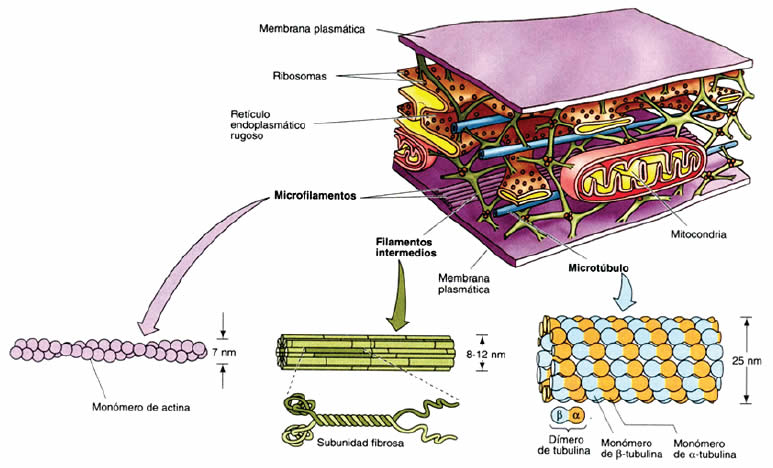 Membrana plasmática
Ribosomas
Retículo
endoplasmático
rugoso
Microfilamentos
Filamentos
intermedios
Membrana
plasmática
Microtúbulo
Mitocondria
7 nm
Monómero de actina
8-12 nm
Subunidad fibrosa
25 nm
β α
Dímero
de tubulina
Monómero
de β-tubulina
Monómero
de α-tubulina